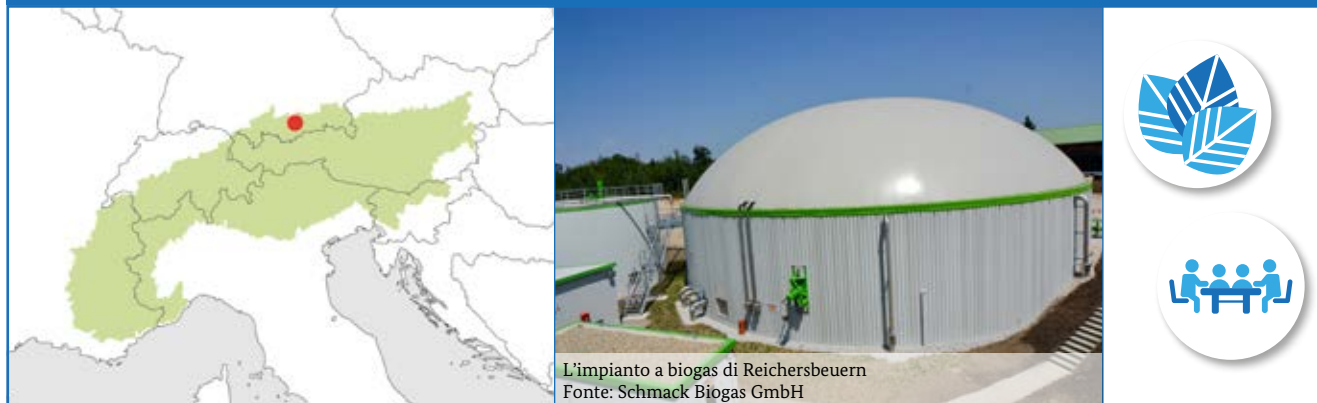 L'impianto a biogas di Reichersbeuern
Fonte: Schmack Biogas GmbH